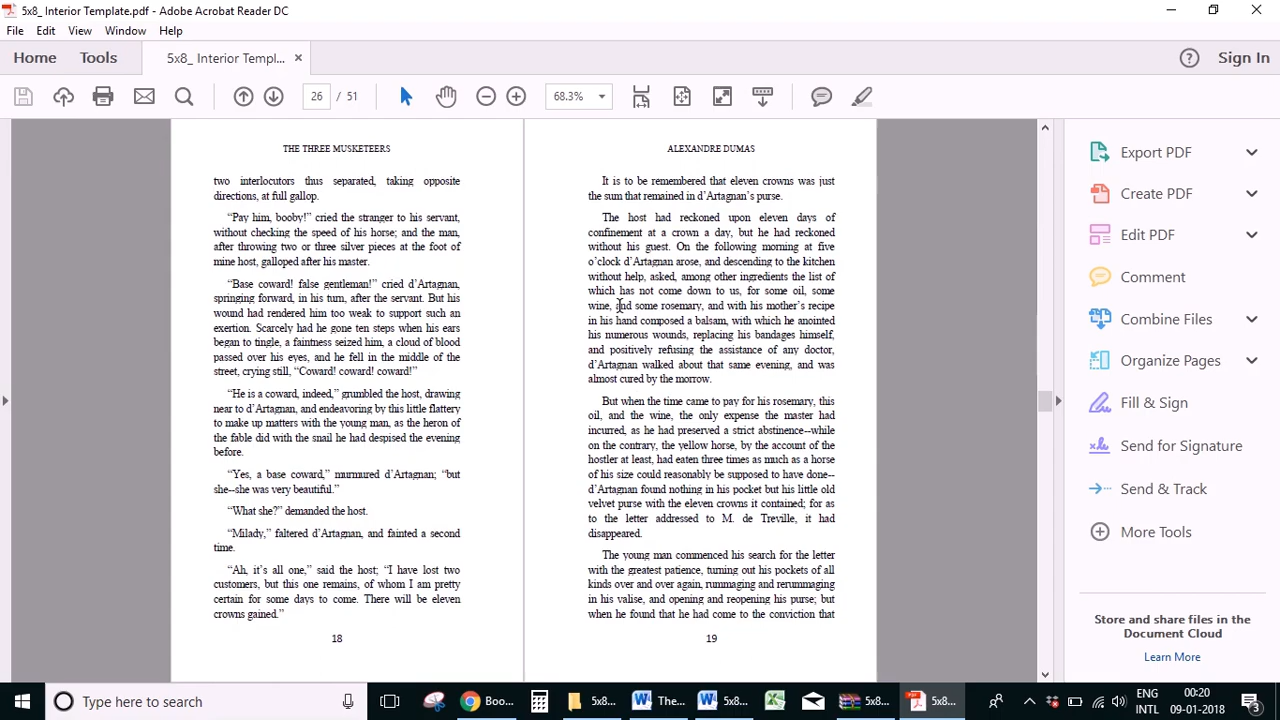 5x8_ Interior Template.pdf - Adobe Acrobat Reader DC
File Edit View Window Help
Home Tools 5x8_ Interior Templ... × Sign In
26 / 51 68.3%
THE THREE MUSKETEERS
two interlocutors thus separated, taking opposite
directions, at full gallop.
“Pay him, booby!” cried the stranger to his servant,
without checking the speed of his horse; and the man,
after throwing two or three silver pieces at the foot of
mine host, galloped after his master.
“Base coward! false gentleman!” cried d’Artagnan,
springing forward, in his turn, after the servant. But his
wound had rendered him too weak to support such an
exertion. Scarcely had he gone ten steps when his ears
began to tingle, a faintness seized him, a cloud of blood
passed over his eyes, and he fell in the middle of the
street, crying still, “Coward! coward! coward!”
“He is a coward, indeed,” grumbled the host, drawing
near to d’Artagnan, and endeavoring by this little flattery
to make up matters with the young man, as the heron of
the fable did with the snail he had despised the evening
before.
“Yes, a base coward,” murmured d’Artagnan; “but
she--she was very beautiful.”
“What she?” demanded the host.
“Milady,” faltered d’Artagnan, and fainted a second
time.
“Ah, it’s all one,” said the host; “I have lost two
customers, but this one remains, of whom I am pretty
certain for some days to come. There will be eleven
crowns gained.”
18
ALEXANDRE DUMAS
It is to be remembered that eleven crowns was just
the sum that remained in d’Artagnan’s purse.
The host had reckoned upon eleven days of
confinement at a crown a day, but he had reckoned
without his guest. On the following morning at five
o’clock d’Artagnan arose, and descending to the kitchen
without help, asked, among other ingredients the list of
which has not come down to us, for some oil, some
wine, and some rosemary, and with his mother’s recipe
in his hand composed a balsam, with which he anointed
his numerous wounds, replacing his bandages himself,
and positively refusing the assistance of any doctor,
d’Artagnan walked about that same evening, and was
almost cured by the morrow.
But when the time came to pay for his rosemary, this
oil, and the wine, the only expense the master had
incurred, as he had preserved a strict abstinence--while
on the contrary, the yellow horse, by the account of the
hostler at least, had eaten three times as much as a horse
of his size could reasonably be supposed to have done--
d’Artagnan found nothing in his pocket but his little old
velvet purse with the eleven crowns it contained; for as
to the letter addressed to M. de Treville, it had
disappeared.
The young man commenced his search for the letter
with the greatest patience, turning out his pockets of all
kinds over and over again, rummaging and rerummaging
in his valise, and opening and reopening his purse; but
when he found that he had come to the conviction that
19
Export PDF
Create PDF
Edit PDF
Comment
Combine Files
Organize Pages
Fill & Sign
Send for Signature
Send & Track
More Tools
Store and share files in the
Document Cloud
Learn More
Type here to search
Boo...
5x8...
The...
5x8...
5x8...
5x8...
ENG
INTL
00:20
09-01-2018
3